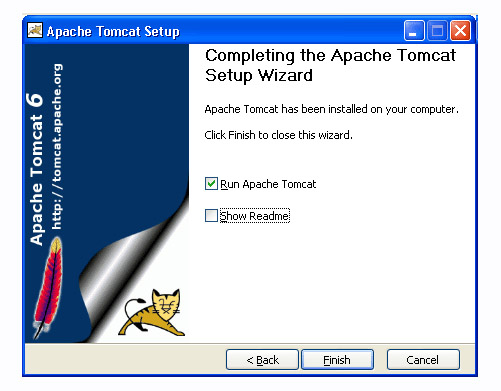 Apache Tomcat Setup
Apache Tomcat 6
http://tomcat.apache.org
Completing the Apache Tomcat
Setup Wizard
Apache Tomcat has been installed on your computer.
Click Finish to close this wizard.
Run Apache Tomcat
Show Readme
< Back
Finish
Cancel